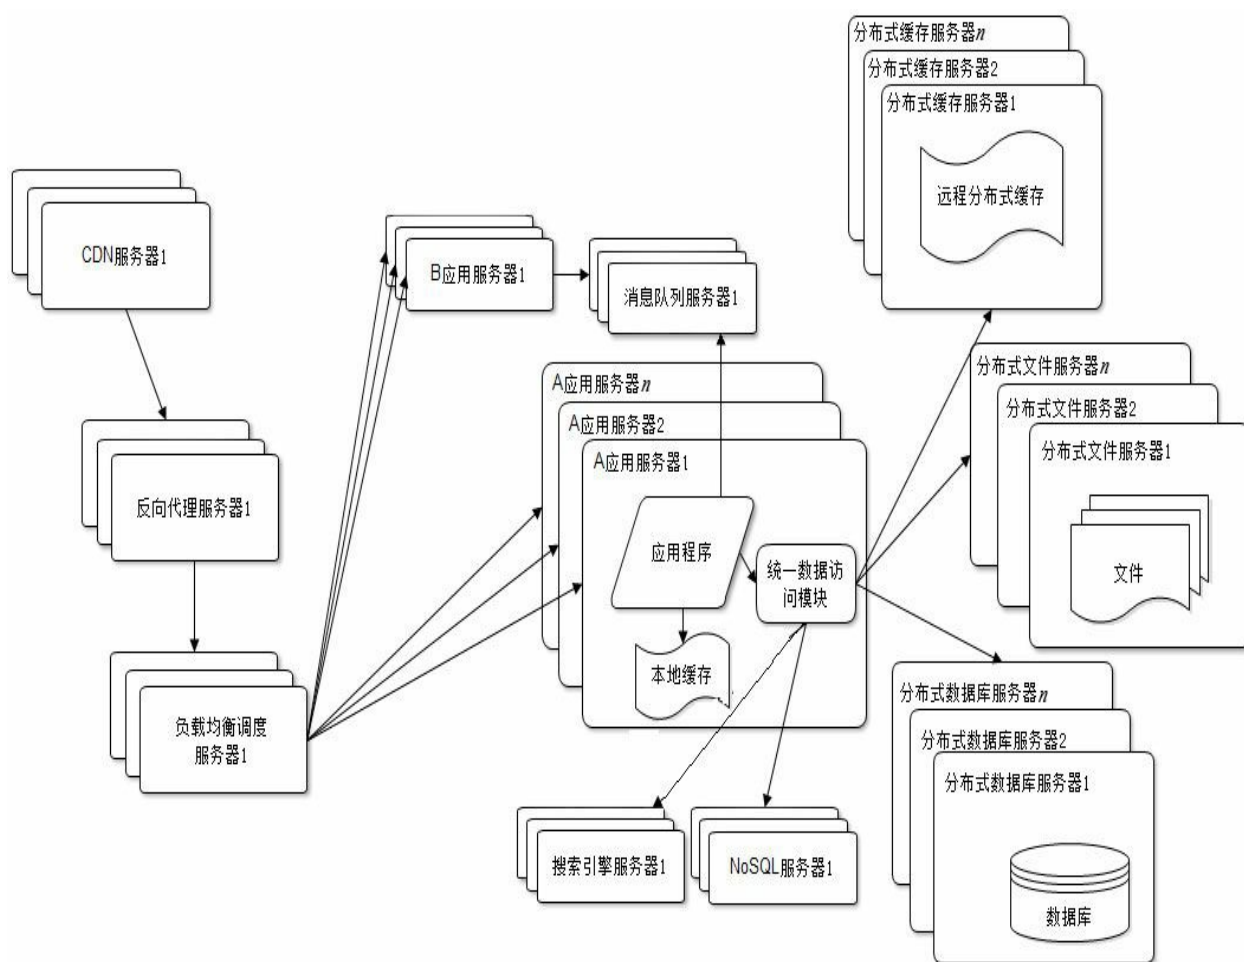 分布式缓存服务器n
分布式缓存服务器2
分布式缓存服务器1
远程分布式缓存
CDN服务器1
B应用服务器1
消息队列服务器1
A应用服务器n
A应用服务器2
A应用服务器1
分布式文件服务器n
分布式文件服务器2
分布式文件服务器1
反向代理服务器1
应用程序
统一数据访
问模块
文件
本地缓存
负载均衡调度
服务器1
分布式数据库服务器n
分布式数据库服务器2
分布式数据库服务器1
搜索引擎服务器1
NoSQL服务器1
数据库